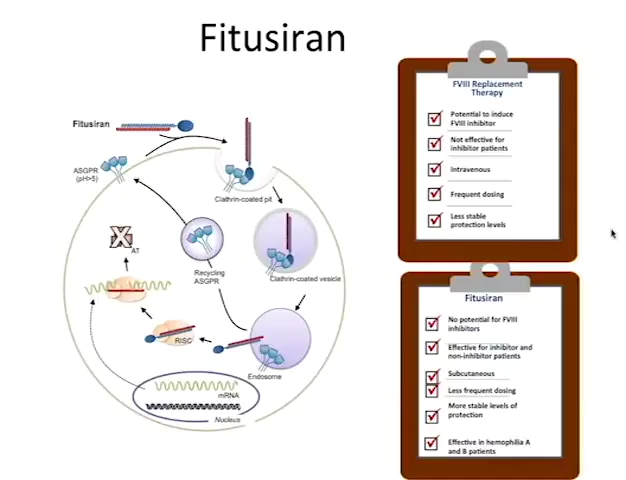 Fitusiran
Fitusiran
ASGPR
(pH>5)
Clathrin-coated pit
AT
Recycling
ASGPR
Clathrin-coated vesicle
RISC
Endosome
mRNA
Nucleus
FVIII Replacement
Therapy
Potential to induce
FVIII inhibitor
Not effective for
inhibitor patients
Intravenous
Frequent dosing
Less stable
protection levels
Fitusiran
No potential for FVIII
inhibitors
Effective for inhibitor and
non-inhibitor patients
Subcutaneous
Less frequent dosing
More stable levels of
protection
Effective in hemophilia A
and B patients